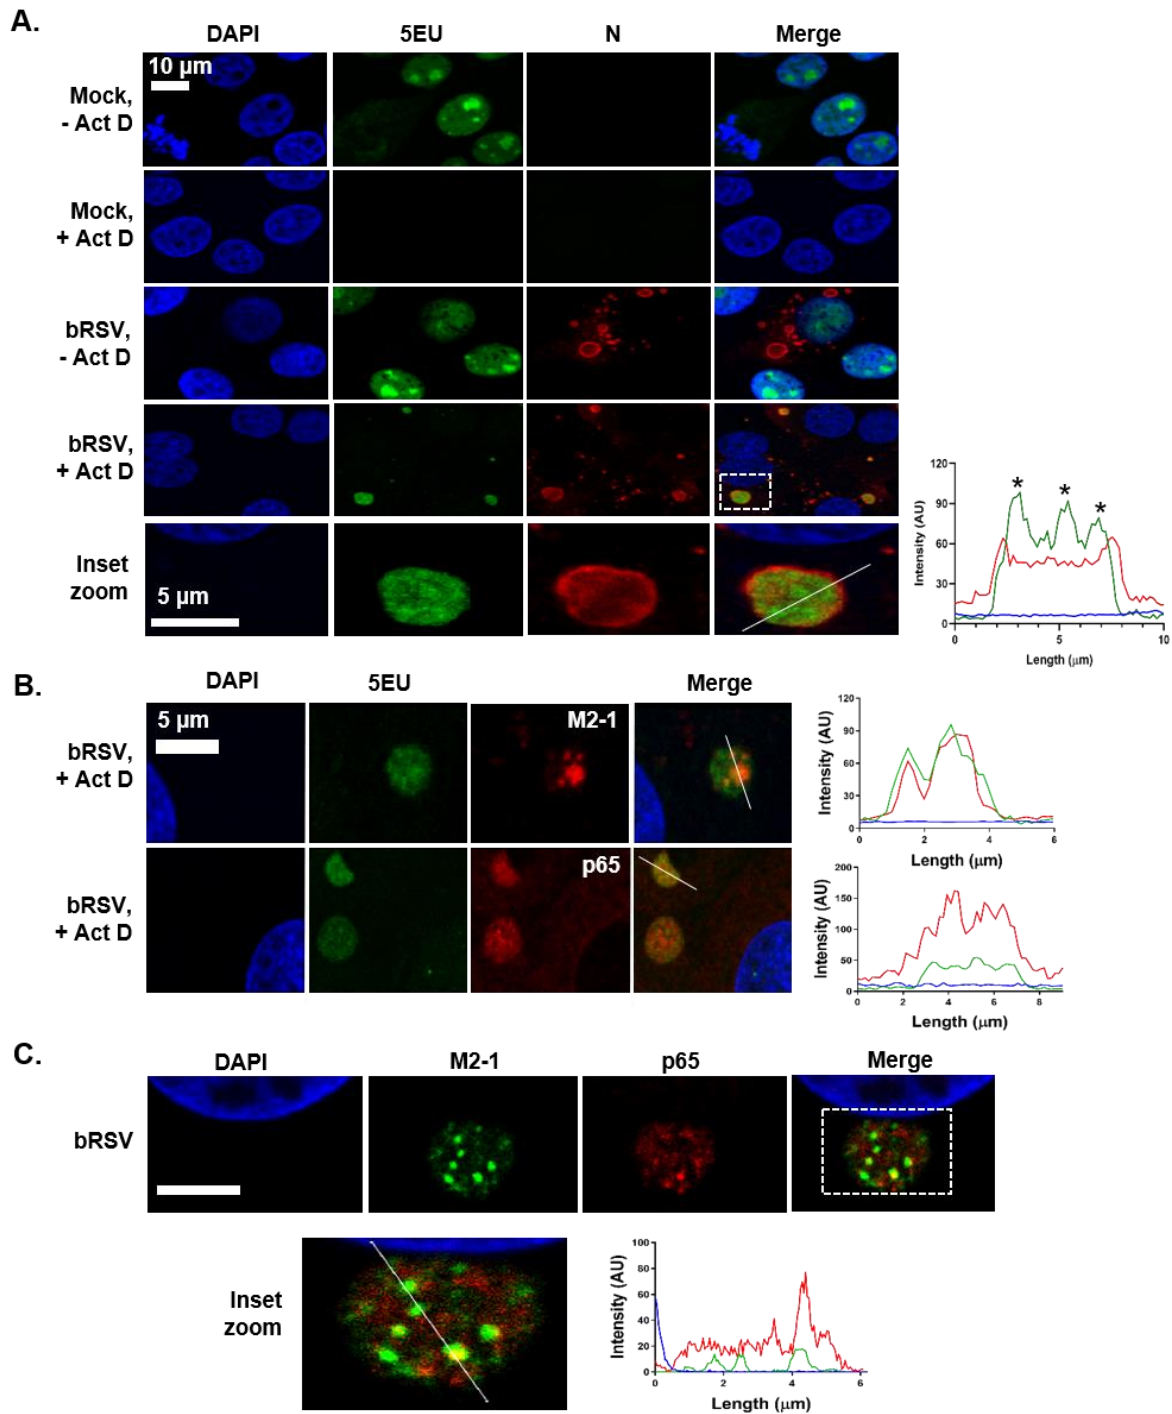 A.
DAPI 5EU N Merge
10 µm
Mock,
- Act D
Mock,
+ Act D
bRSV,
- Act D
bRSV,
+ Act D
Inset
zoom
5 µm
120
90
60
30
0
Intensity (AU)
* * *
0 5 10
Length (µm)
B.
DAPI 5EU Merge
5 µm
M2-1
bRSV,
+ Act D
120
90
60
30
0
Intensity (AU)
0 2 4 6
Length (µm)
p65
bRSV,
+ Act D
200
150
100
50
0
Intensity (AU)
0 2 4 6 8
Length (µm)
C.
DAPI M2-1 p65 Merge
bRSV
Inset
zoom
100
80
60
40
20
0
Intensity (AU)
0 2 4 6
Length (µm)